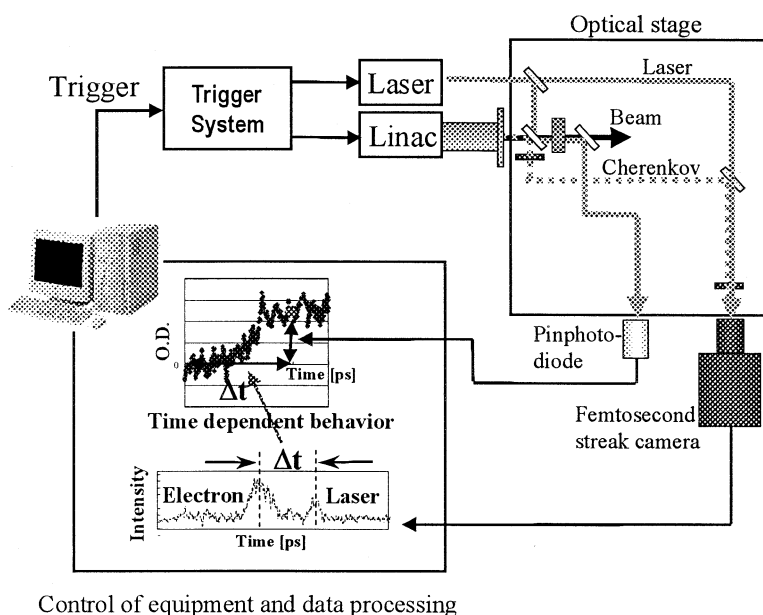 Optical stage
Trigger
Trigger
System
Laser
Linac
Laser
Beam
Cherenkov
O.D.
0
Time [ps]
Δt
Time dependent behavior
Δt
Intensity
Electron
Laser
Time [ps]
Pinphoto-
diode
Femtosecond
streak camera
Control of equipment and data processing